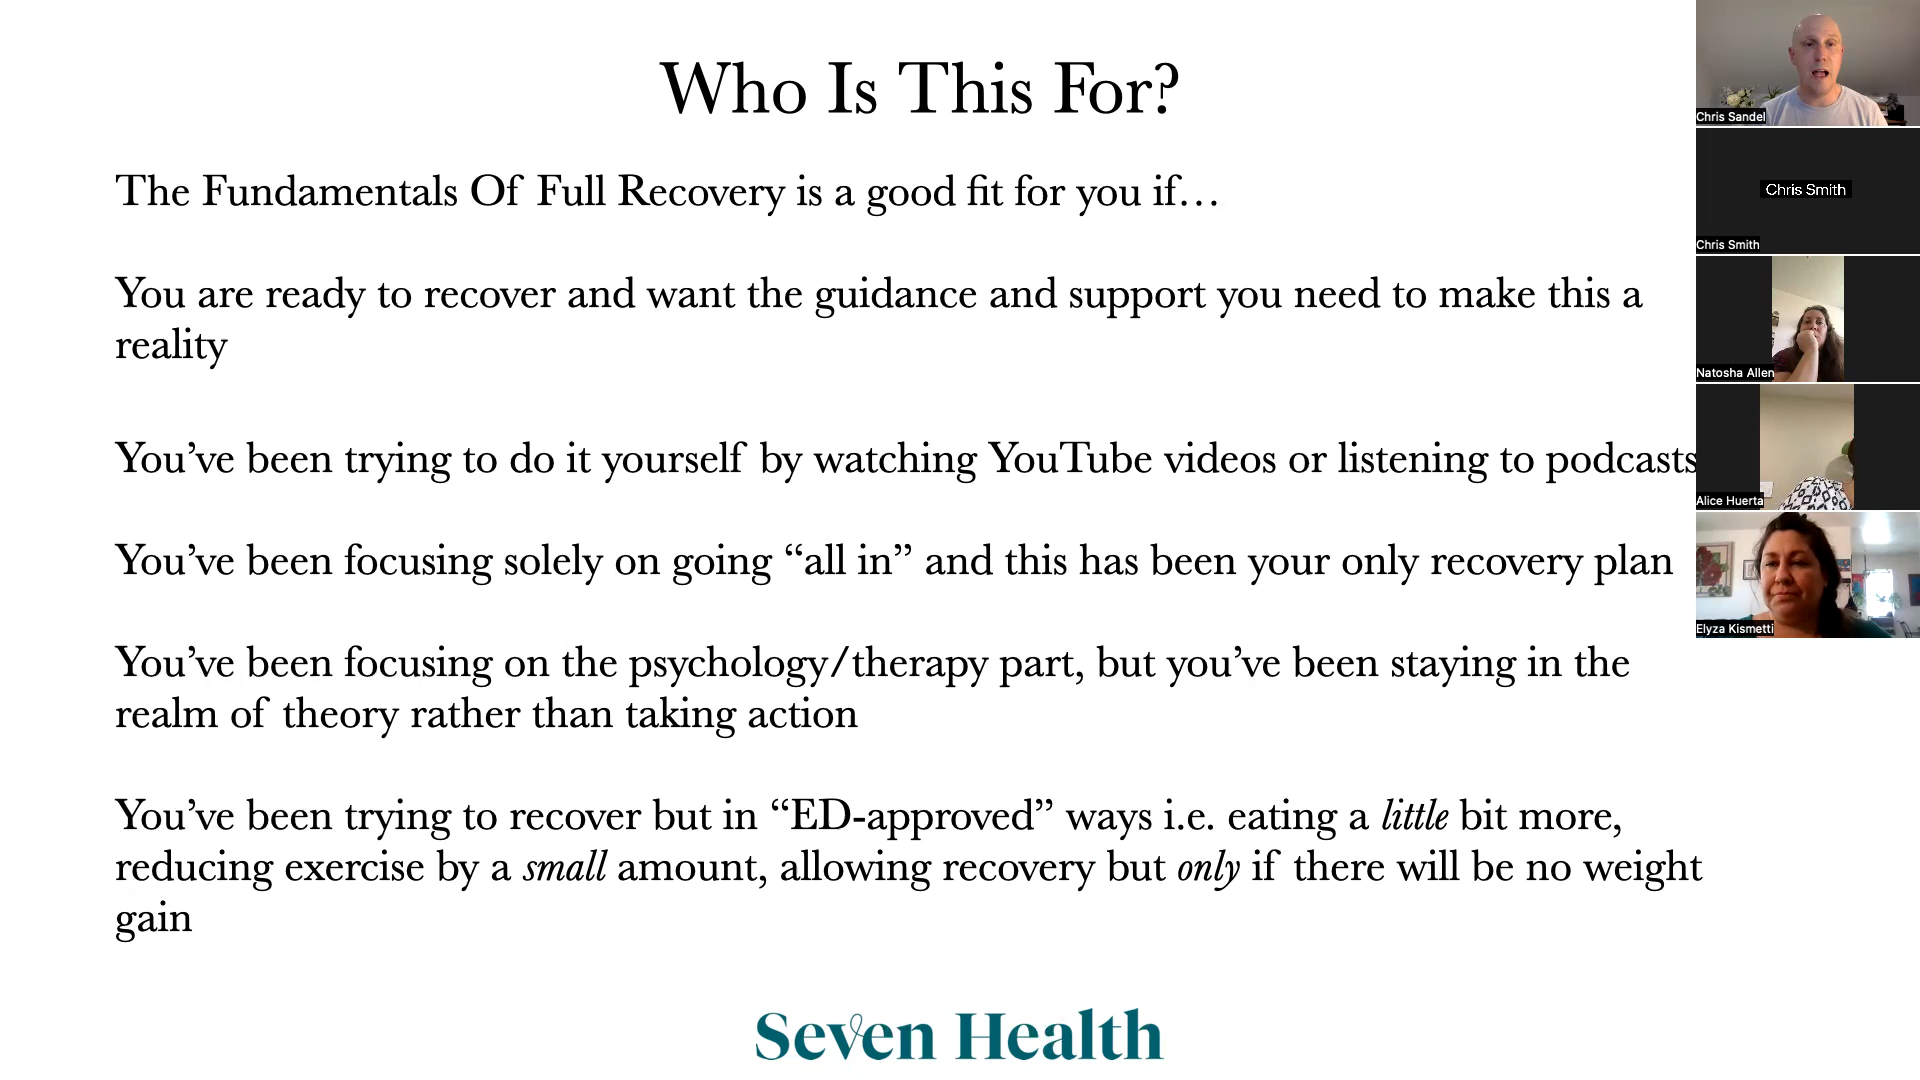 Who Is This For?
The Fundamentals Of Full Recovery is a good fit for you if…
You are ready to recover and want the guidance and support you need to make this a
reality
You’ve been trying to do it yourself by watching YouTube videos or listening to podcasts
You’ve been focusing solely on going “all in” and this has been your only recovery plan
You’ve been focusing on the psychology/therapy part, but you’ve been staying in the
realm of theory rather than taking action
You’ve been trying to recover but in “ED-approved” ways i.e. eating a little bit more,
reducing exercise by a small amount, allowing recovery but only if there will be no weight
gain
Seven Health
Chris Sandel
Chris Smith
Chris Smith
Natosha Allen
Alice Huerta
Elyza Kismetti